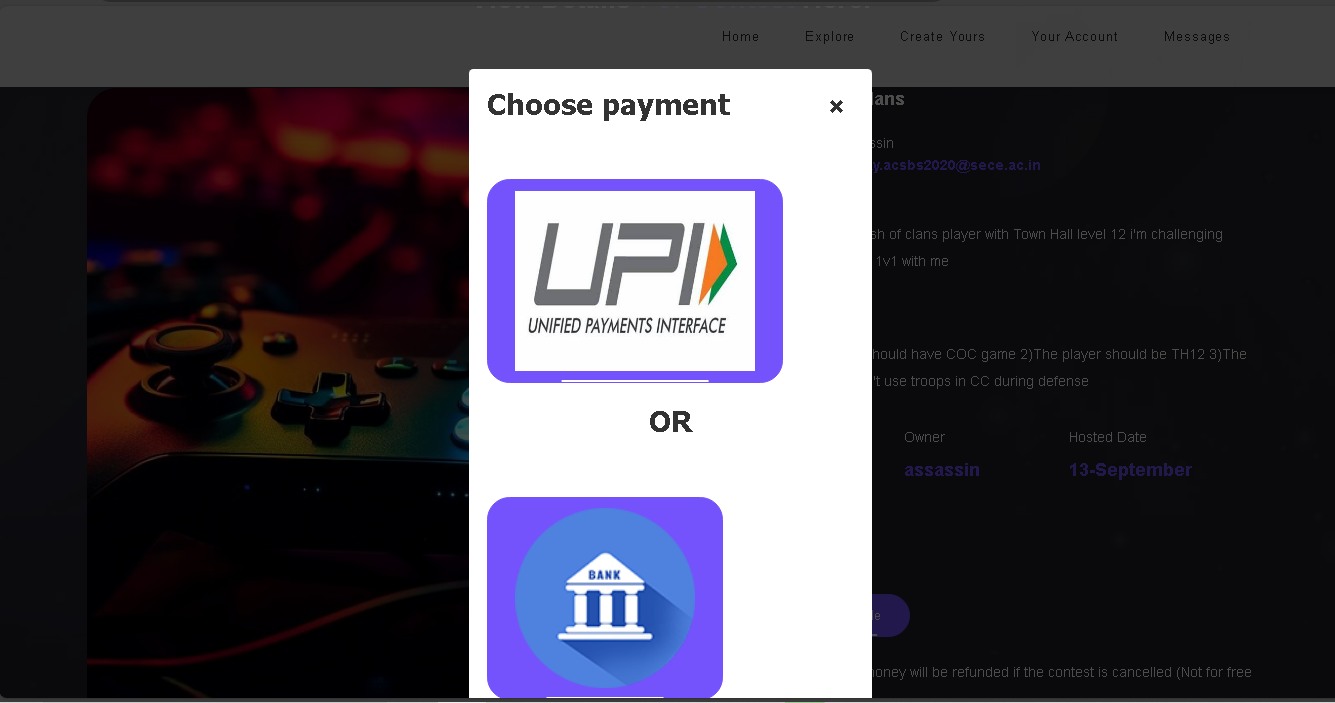 Home Explore Create Yours Your Account Messages
Choose payment ×
lans
ssin
y.acsbs2020@sece.ac.in
UPI
UNIFIED PAYMENTS INTERFACE
sh of clans player with Town Hall level 12 i'm challenging
1v1 with me
hould have COC game 2)The player should be TH12 3)The
't use troops in CC during defense
OR
Owner Hosted Date
assassin 13-September
BANK
oney will be refunded if the contest is cancelled (Not for free